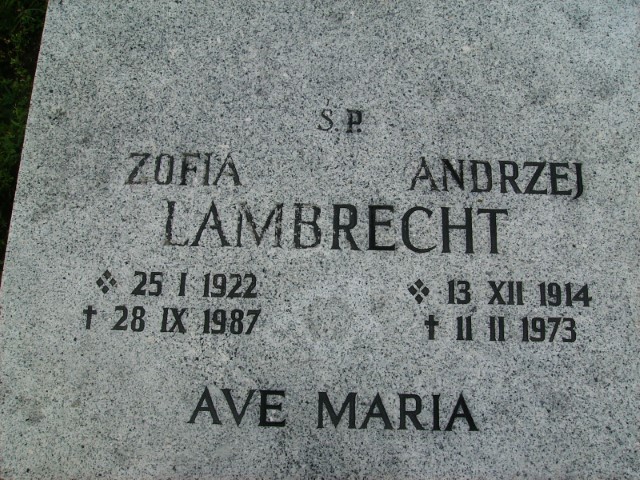 Ś.P.
ZOFIA ANDRZEJ
LAMBRECHT
25 I 1922 13 XII 1914
† 28 IX 1987 † 11 II 1973
AVE MARIA